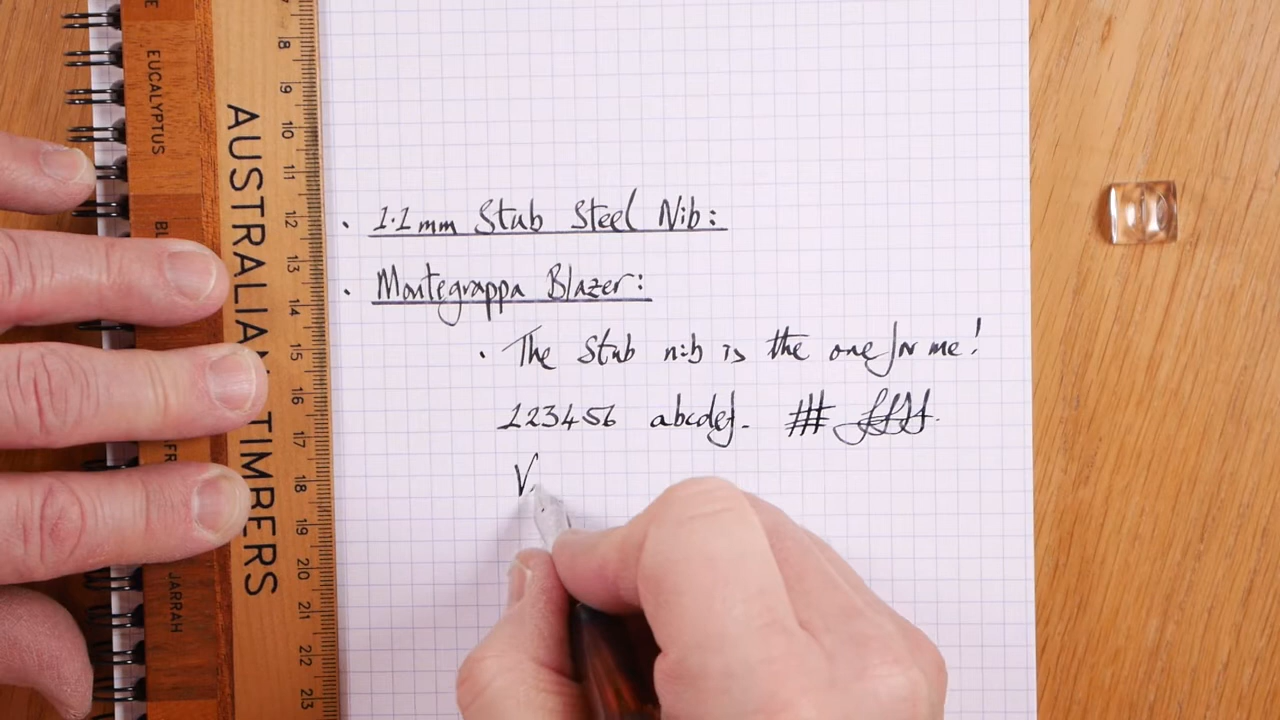 · 1.1mm Stub Steel Nib:
· Montegrappa Blazer:
· The Stub nib is the one for me!
123456 abcdef. ##
V
AUSTRALIAN TIMBERS
EUCALYPTUS
JARRAH
8
9
10
11
12
13
14
15
16
17
18
19
20
21
22
23